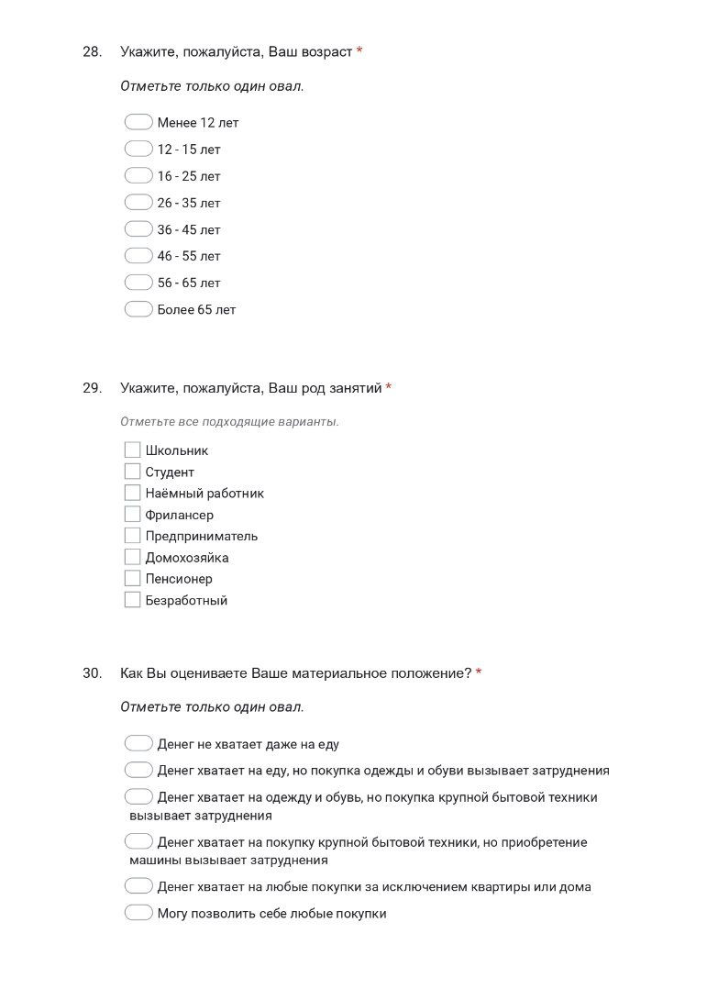 28. Укажите, пожалуйста, Ваш возраст *
Отметьте только один овал.
Менее 12 лет
12 - 15 лет
16 - 25 лет
26 - 35 лет
36 - 45 лет
46 - 55 лет
56 - 65 лет
Более 65 лет
29. Укажите, пожалуйста, Ваш род занятий *
Отметьте все подходящие варианты.
Школьник
Студент
Наёмный работник
Фрилансер
Предприниматель
Домохозяйка
Пенсионер
Безработный
30. Как Вы оцениваете Ваше материальное положение? *
Отметьте только один овал.
Денег не хватает даже на еду
Денег хватает на еду, но покупка одежды и обуви вызывает затруднения
Денег хватает на одежду и обувь, но покупка крупной бытовой техники
вызывает затруднения
Денег хватает на покупку крупной бытовой техники, но приобретение
машины вызывает затруднения
Денег хватает на любые покупки за исключением квартиры или дома
Могу позволить себе любые покупки